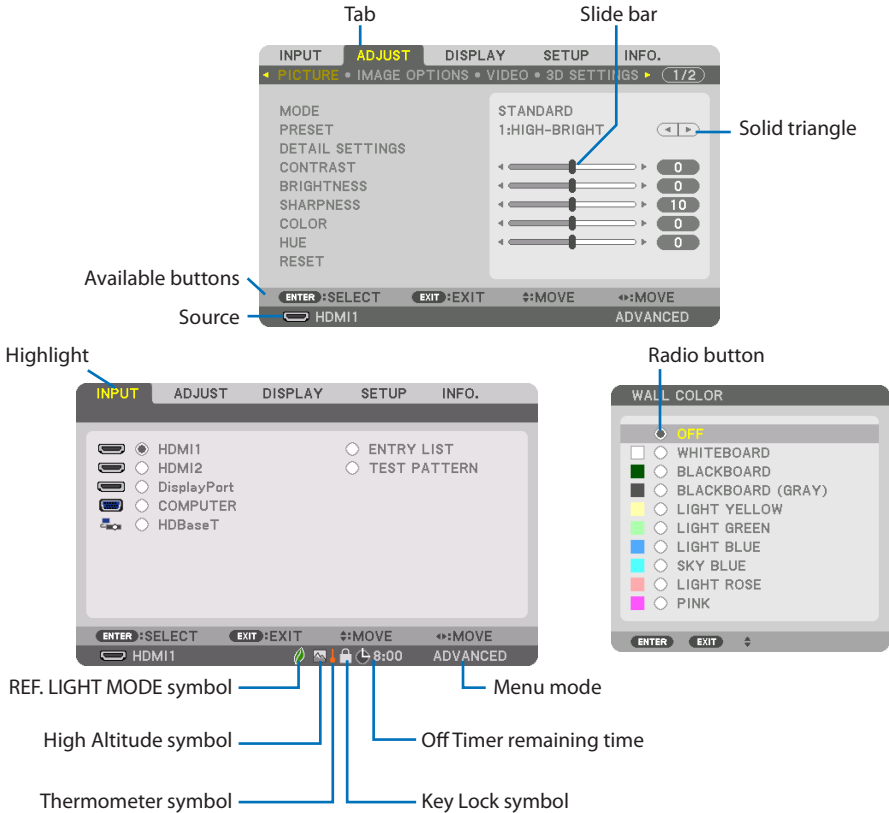 Tab Slide bar
INPUT ADJUST DISPLAY SETUP INFO.
PICTURE • IMAGE OPTIONS • VIDEO • 3D SETTINGS 1/2
MODE STANDARD
PRESET 1:HIGH-BRIGHT
Solid triangle
DETAIL SETTINGS
CONTRAST 0
BRIGHTNESS 0
SHARPNESS 10
COLOR 0
HUE 0
RESET
Available buttons
ENTER :SELECT EXIT :EXIT :MOVE :MOVE
Source
HDMI1 ADVANCED
Highlight
INPUT ADJUST DISPLAY SETUP INFO.
HDMI1 ENTRY LIST
HDMI2 TEST PATTERN
DisplayPort
COMPUTER
HDBaseT
ENTER :SELECT EXIT :EXIT :MOVE :MOVE
HDMI1 8:00 ADVANCED
Radio button
WALL COLOR
OFF
WHITEBOARD
BLACKBOARD
BLACKBOARD (GRAY)
LIGHT YELLOW
LIGHT GREEN
LIGHT BLUE
SKY BLUE
LIGHT ROSE
PINK
ENTER EXIT
REF. LIGHT MODE symbol
Menu mode
High Altitude symbol
Off Timer remaining time
Thermometer symbol
Key Lock symbol